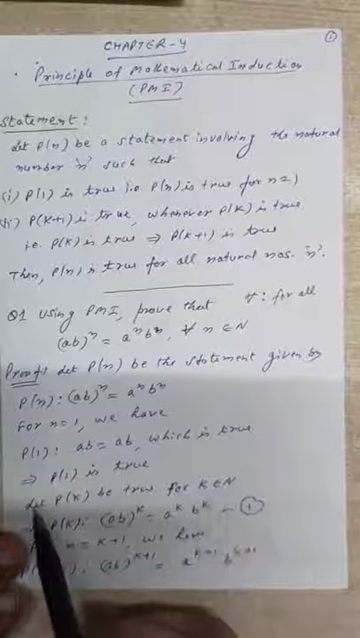 ①
CHAPTER-4
• Principle of Mathematical Induction
(PMI)
Statement:
Let P(n) be a statement involving the natural
number 'n' such that
(i) P(1) is true i.e. P(n) is true for n=1
(ii) P(K+1) is true, whenever P(K) is true.
i.e. P(K) is true ⇒ P(K+1) is true
Then, P(n) is true for all natural nos. 'n'.
Q1 Using PMI, prove that ∀: for all
(ab)^n = a^n b^n, ∀ n ∈ N
Proof: Let P(n) be the statement given by
P(n): (ab)^n = a^n b^n
For n=1, we have
P(1): ab = ab, which is true
⇒ P(1) is true
Let P(K) be true for K ∈ N
P(K): (ab)^K = a^K b^K — ①
n = K+1, we have
: (ab)^K+1 = a^K+1 b^K+1